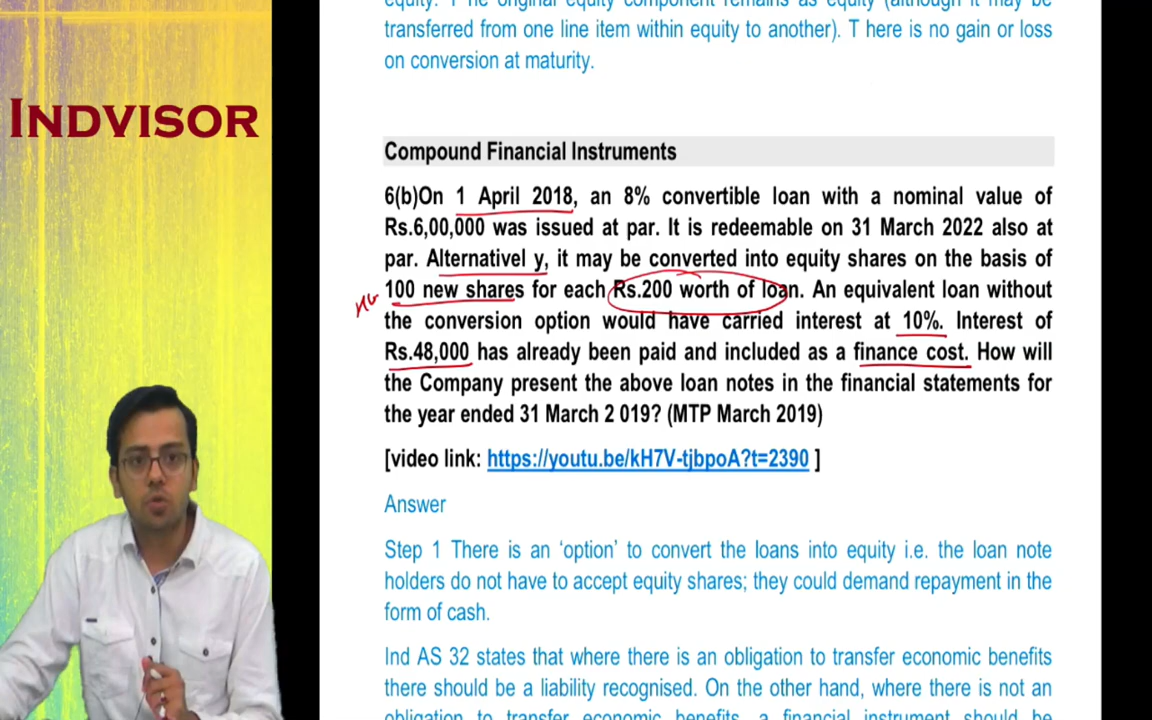 equity. T he original equity component remains as equity (although it may be
transferred from one line item within equity to another). T here is no gain or loss
on conversion at maturity.
INDVISOR
Compound Financial Instruments
6(b)On 1 April 2018, an 8% convertible loan with a nominal value of
Rs.6,00,000 was issued at par. It is redeemable on 31 March 2022 also at
par. Alternativel y, it may be converted into equity shares on the basis of
100 new shares for each Rs.200 worth of loan. An equivalent loan without
the conversion option would have carried interest at 10%. Interest of
Rs.48,000 has already been paid and included as a finance cost. How will
the Company present the above loan notes in the financial statements for
the year ended 31 March 2 019? (MTP March 2019)
[video link: https://youtu.be/kH7V-tjbpoA?t=2390 ]
Answer
Step 1 There is an ‘option’ to convert the loans into equity i.e. the loan note
holders do not have to accept equity shares; they could demand repayment in the
form of cash.
Ind AS 32 states that where there is an obligation to transfer economic benefits
there should be a liability recognised. On the other hand, where there is not an
obligation to transfer economic benefits, a financial instrument should be